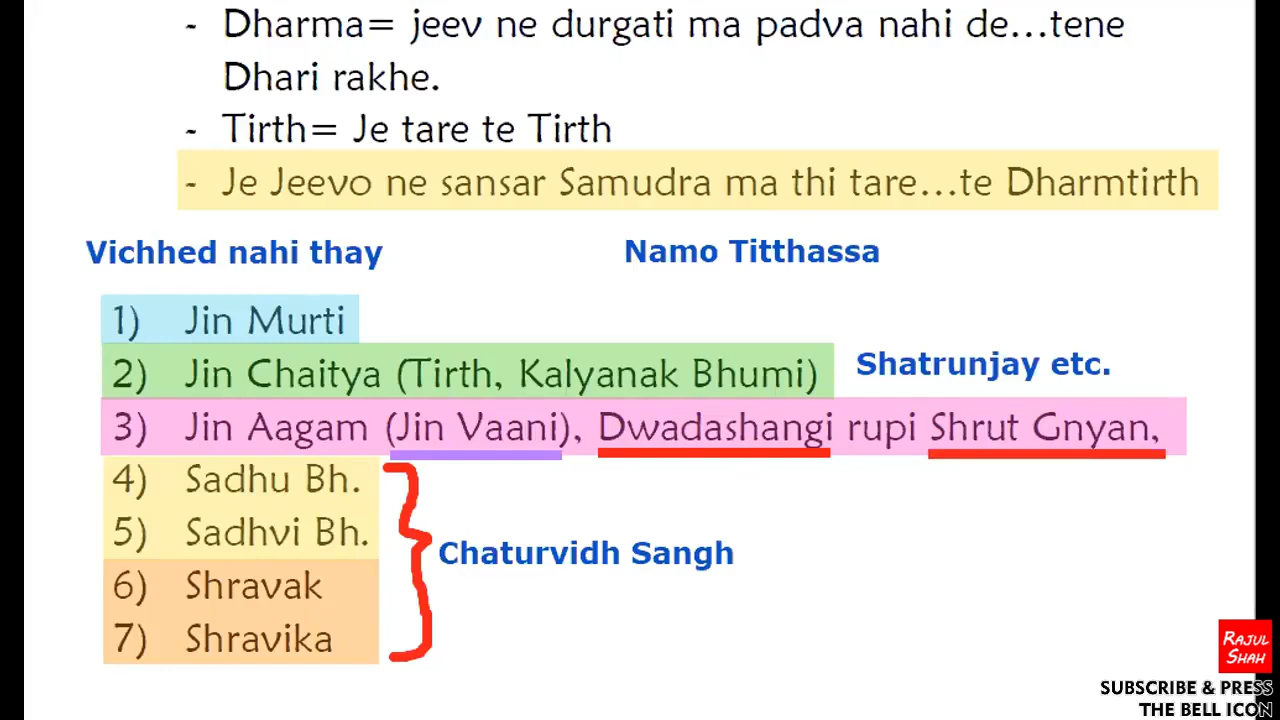 - Dharma= jeev ne durgati ma padva nahi de...tene
Dhari rakhe.
- Tirth= Je tare te Tirth
- Je Jeevo ne sansar Samudra ma thi tare...te Dharmtirth
Vichhed nahi thay
Namo Titthassa
1) Jin Murti
2) Jin Chaitya (Tirth, Kalyanak Bhumi)
Shatrunjay etc.
3) Jin Aagam (Jin Vaani), Dwadashangi rupi Shrut Gnyan,
4) Sadhu Bh.
5) Sadhvi Bh.
Chaturvidh Sangh
6) Shravak
7) Shravika
RAJUL
SHAH
SUBSCRIBE & PRESS
THE BELL ICON